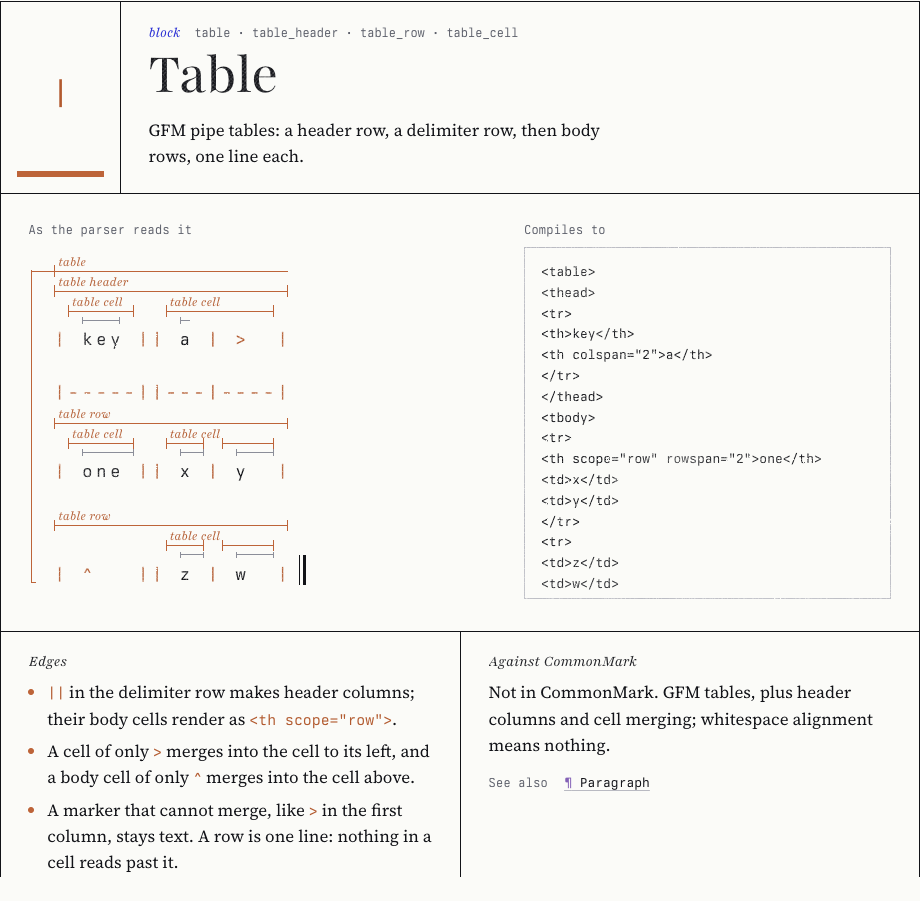 |
block table · table_header · table_row · table_cell
Table
GFM pipe tables: a header row, a delimiter row, then body
rows, one line each.
As the parser reads it
table
table header
table cell table cell
| key || a | > |
|-----||---|----|
table row
table cell table cell
| one || x | y |
table row
table cell
| ^ || z | w |
Compiles to
<table>
<thead>
<tr>
<th>key</th>
<th colspan="2">a</th>
</tr>
</thead>
<tbody>
<tr>
<th scope="row" rowspan="2">one</th>
<td>x</td>
<td>y</td>
</tr>
<tr>
<td>z</td>
<td>w</td>
Edges
• || in the delimiter row makes header columns;
their body cells render as <th scope="row">.
• A cell of only > merges into the cell to its left, and
a body cell of only ^ merges into the cell above.
• A marker that cannot merge, like > in the first
column, stays text. A row is one line: nothing in a
cell reads past it.
Against CommonMark
Not in CommonMark. GFM tables, plus header
columns and cell merging; whitespace alignment
means nothing.
See also ¶ Paragraph